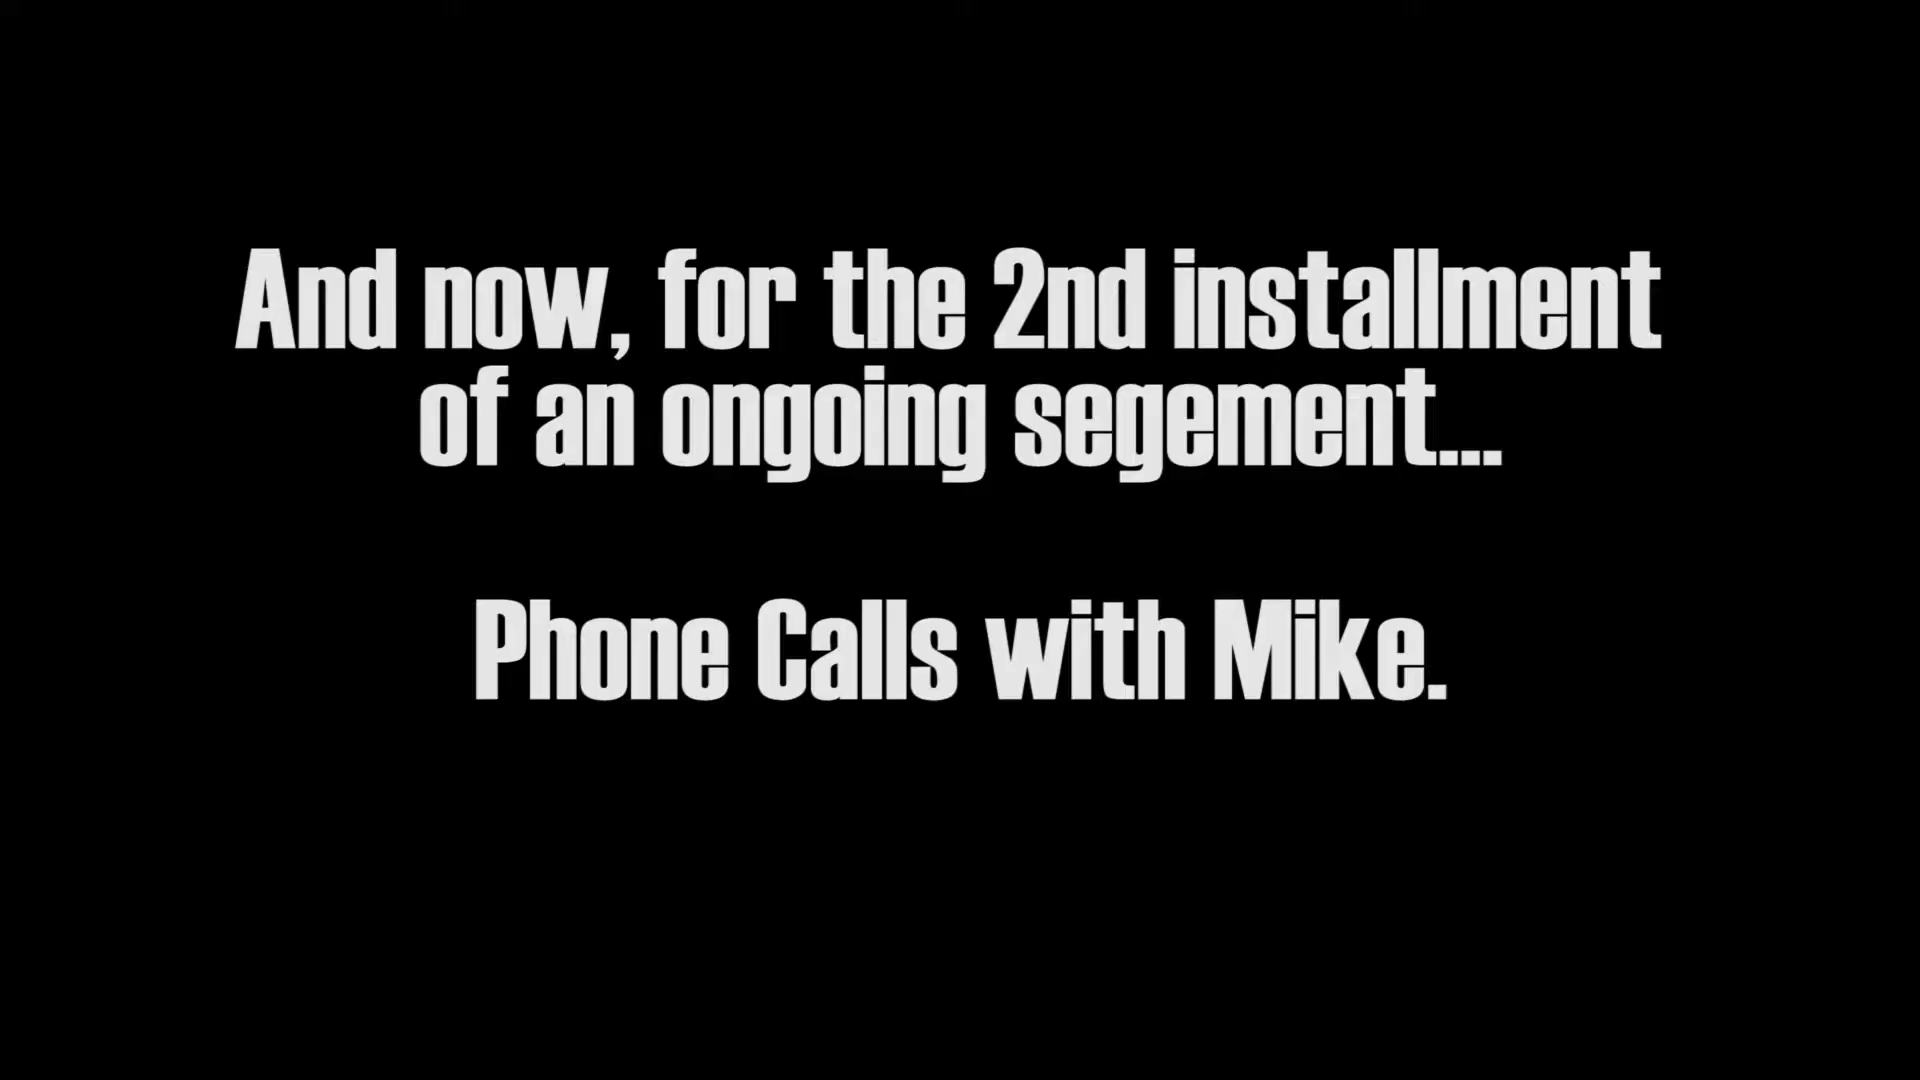 And now, for the 2nd installment
of an ongoing segement...
Phone Calls with Mike.